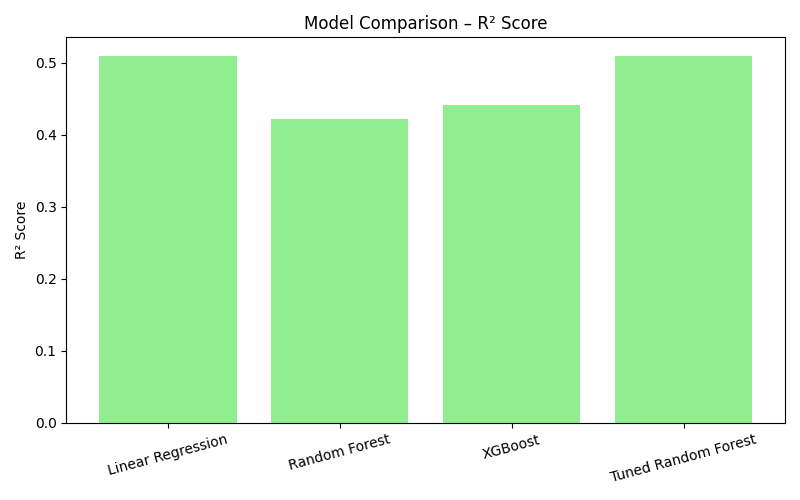 Model Comparison – R² Score
R² Score
0.5
0.4
0.3
0.2
0.1
0.0
Linear Regression
Random Forest
XGBoost
Tuned Random Forest